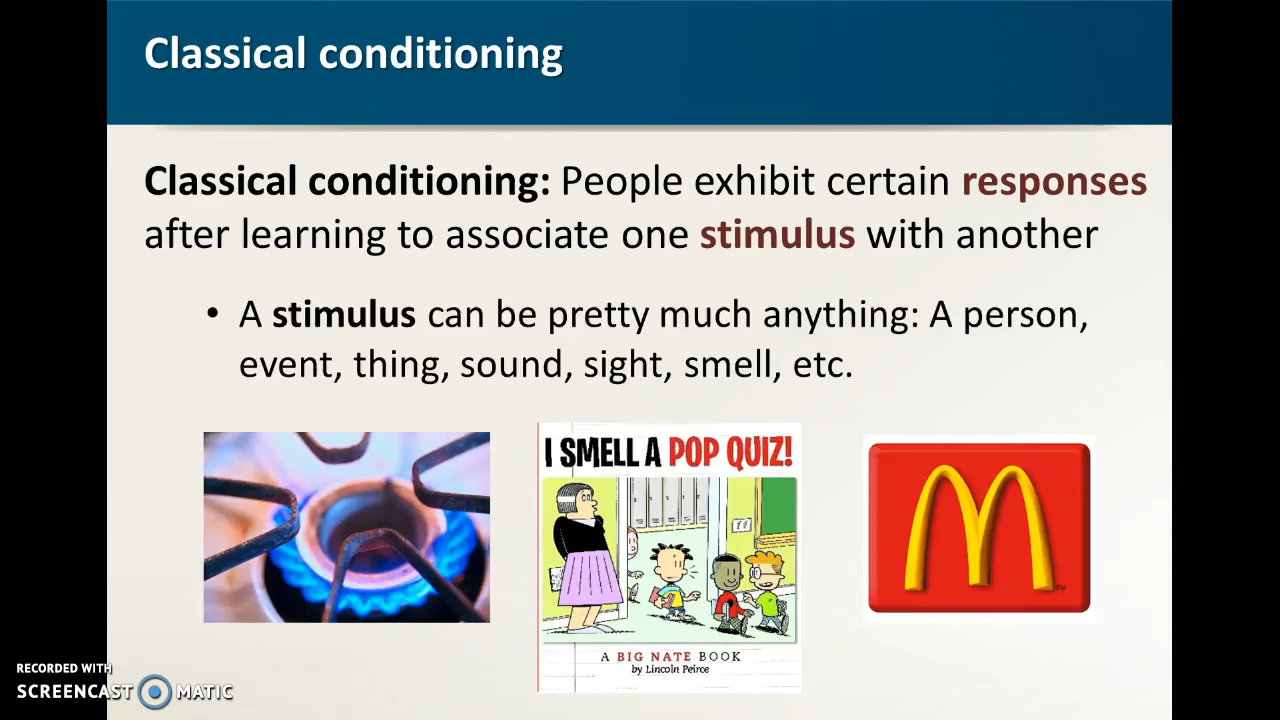 Classical conditioning
Classical conditioning: People exhibit certain responses
after learning to associate one stimulus with another
• A stimulus can be pretty much anything: A person,
event, thing, sound, sight, smell, etc.
I SMELL A POP QUIZ!
A BIG NATE BOOK
by Lincoln Peirce
M
TM
RECORDED WITH
SCREENCAST MATIC